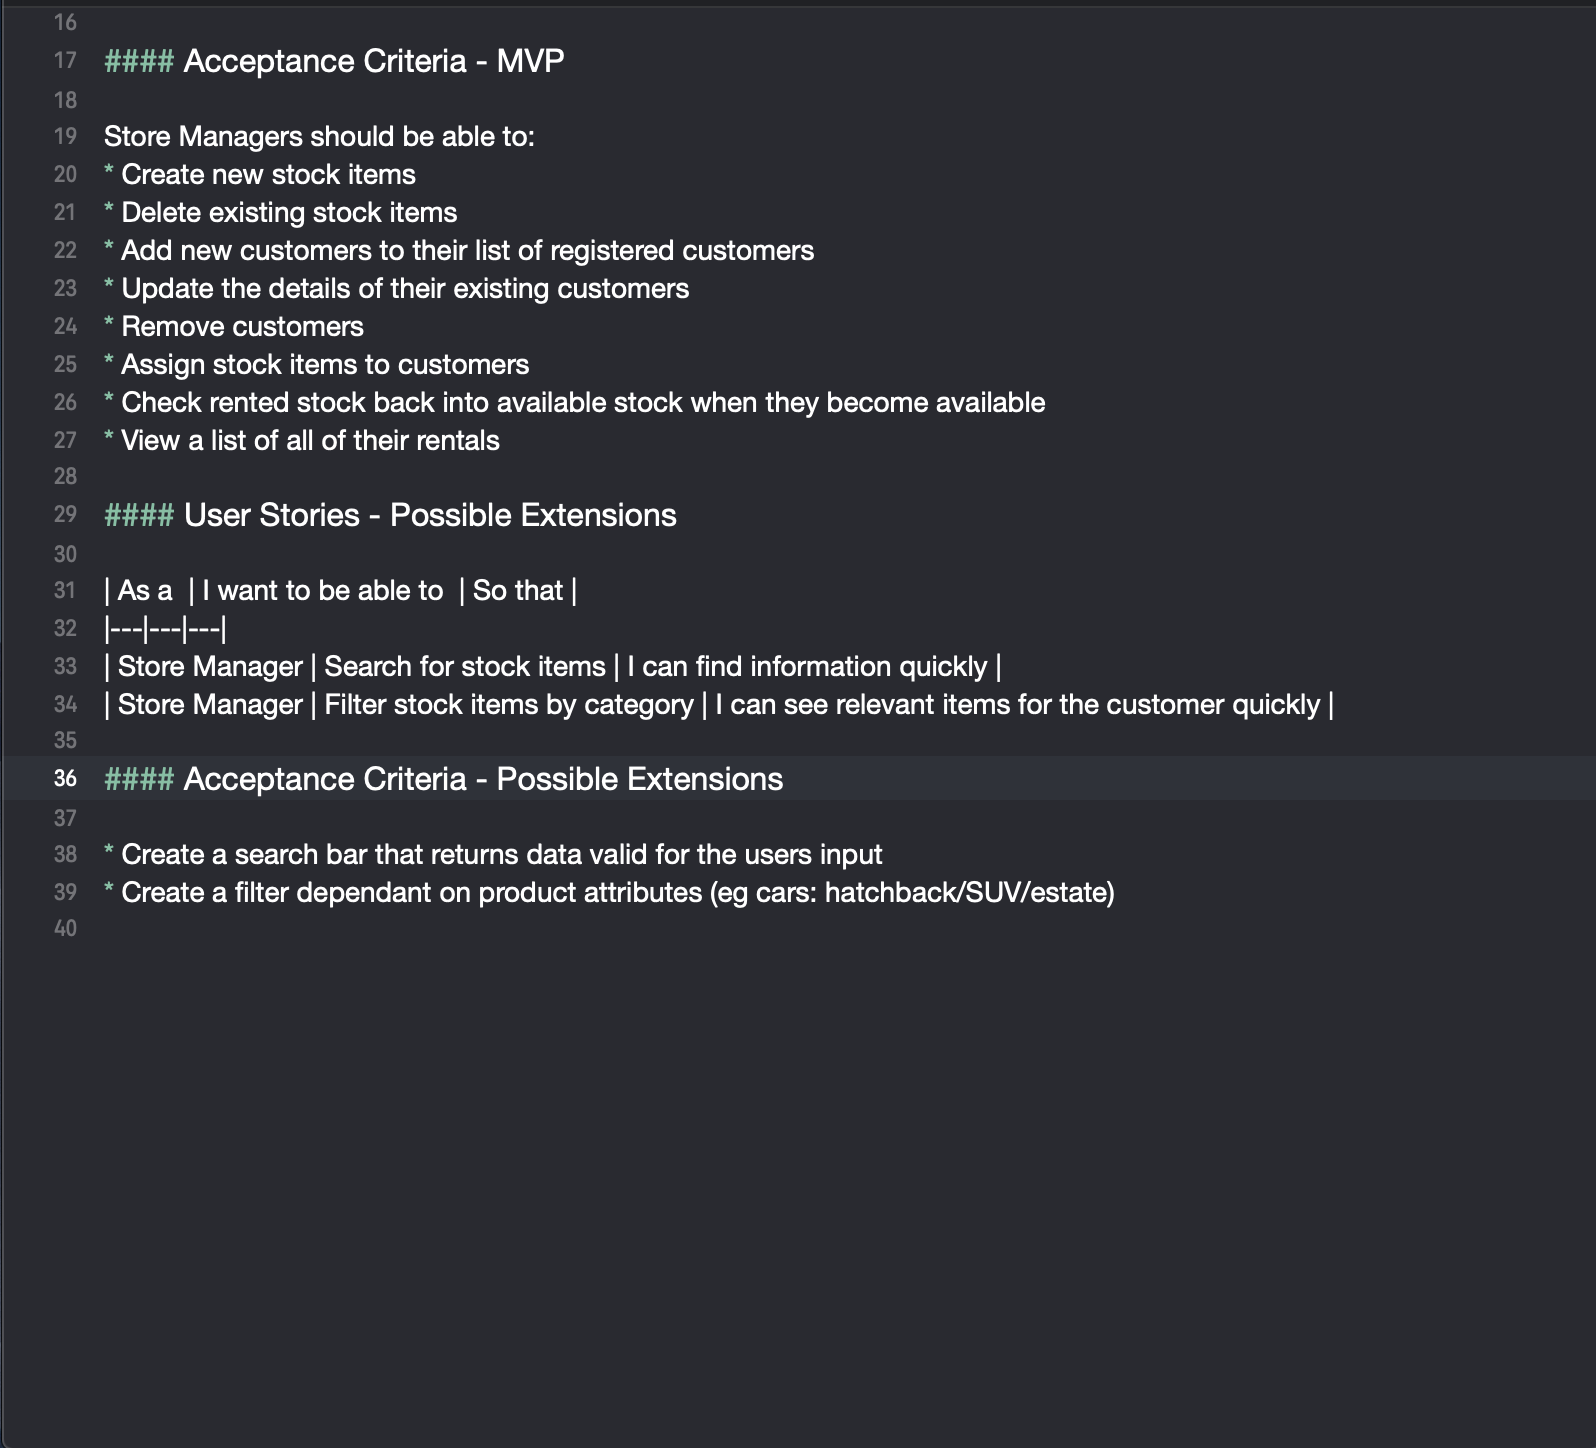 16
17 #### Acceptance Criteria - MVP
18
19 Store Managers should be able to:
20 * Create new stock items
21 * Delete existing stock items
22 * Add new customers to their list of registered customers
23 * Update the details of their existing customers
24 * Remove customers
25 * Assign stock items to customers
26 * Check rented stock back into available stock when they become available
27 * View a list of all of their rentals
28
29 #### User Stories - Possible Extensions
30
31 | As a  | I want to be able to  | So that |
32 |---|---|---|
33 | Store Manager | Search for stock items | I can find information quickly |
34 | Store Manager | Filter stock items by category | I can see relevant items for the customer quickly |
35
36 #### Acceptance Criteria - Possible Extensions
37
38 * Create a search bar that returns data valid for the users input
39 * Create a filter dependant on product attributes (eg cars: hatchback/SUV/estate)
40